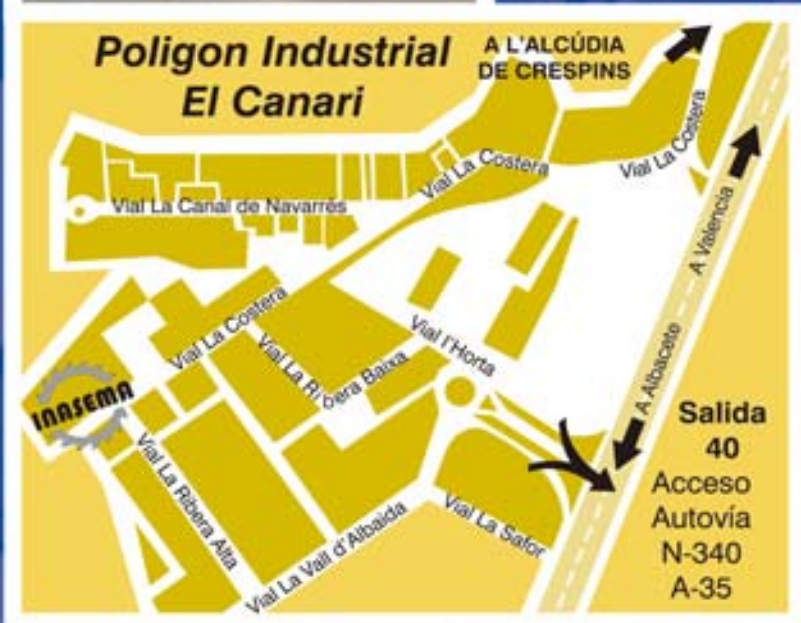 Poligon Industrial
El Canari
A L'ALCÚDIA
DE CRESPINS
Vial La Costera
Vial La Costera
Vial La Canal de Navarrés
A Valencia
Vial La Costera
Vial l'Horta
Vial La Ribera Baixa
A Albacete
INASEMA
Salida
40
Acceso
Autovía
N-340
A-35
Vial La Ribera Alta
Vial La Vall d'Albaida
Vial La Safor